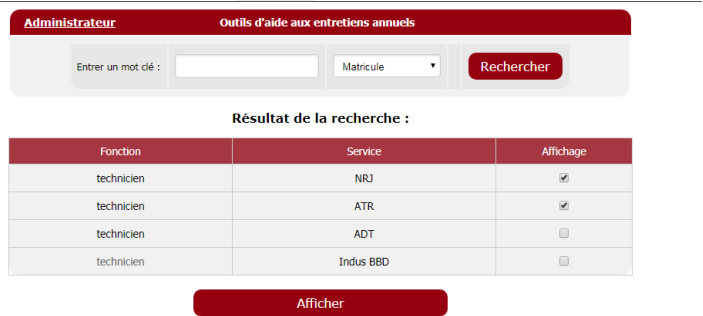 Administrateur Outils d'aide aux entretiens annuels
Entrer un mot clé : Matricule Rechercher
Résultat de la recherche :
Fonction Service Affichage
technicien NRJ
technicien ATR
technicien ADT
technicien Indus BBD
Afficher